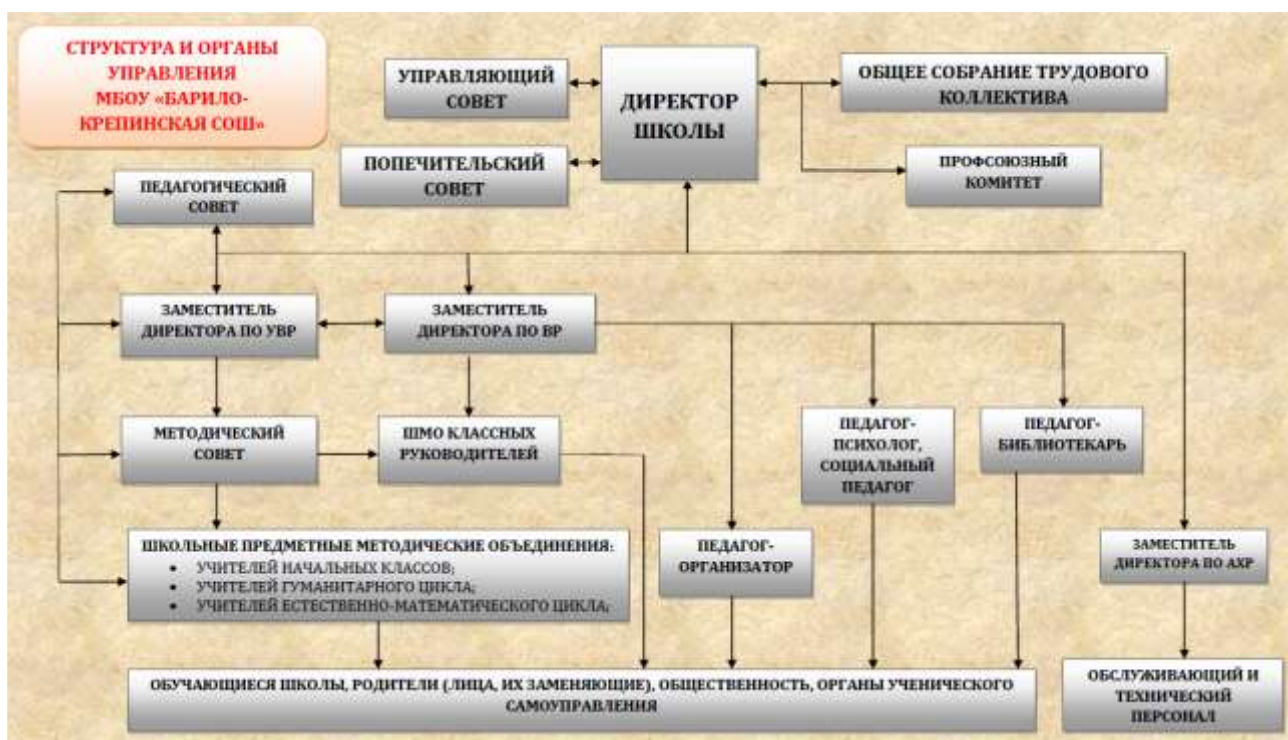 СТРУКТУРА И ОРГАНЫ
УПРАВЛЕНИЯ
МБОУ «БАРИЛО-
КРЕПИНСКАЯ СОШ»
УПРАВЛЯЮЩИЙ
СОВЕТ
ДИРЕКТОР
ШКОЛЫ
ОБЩЕЕ СОБРАНИЕ ТРУДОВОГО
КОЛЛЕКТИВА
ПОПЕЧИТЕЛЬСКИЙ
СОВЕТ
ПРОФСОЮЗНЫЙ
КОМИТЕТ
ПЕДАГОГИЧЕСКИЙ
СОВЕТ
ЗАМЕСТИТЕЛЬ
ДИРЕКТОРА ПО УВР
ЗАМЕСТИТЕЛЬ
ДИРЕКТОРА ПО ВР
МЕТОДИЧЕСКИЙ
СОВЕТ
ШМО КЛАССНЫХ
РУКОВОДИТЕЛЕЙ
ПЕДАГОГ-
ПСИХОЛОГ,
СОЦИАЛЬНЫЙ
ПЕДАГОГ
ПЕДАГОГ-
БИБЛИОТЕКАРЬ
ШКОЛЬНЫЕ ПРЕДМЕТНЫЕ МЕТОДИЧЕСКИЕ ОБЪЕДИНЕНИЯ:
• УЧИТЕЛЕЙ НАЧАЛЬНЫХ КЛАССОВ;
• УЧИТЕЛЕЙ ГУМАНИТАРНОГО ЦИКЛА;
• УЧИТЕЛЕЙ ЕСТЕСТВЕННО-МАТЕМАТИЧЕСКОГО ЦИКЛА;
ПЕДАГОГ-
ОРГАНИЗАТОР
ЗАМЕСТИТЕЛЬ
ДИРЕКТОРА ПО АХР
ОБУЧАЮЩИЕСЯ ШКОЛЫ, РОДИТЕЛИ (ЛИЦА, ИХ ЗАМЕНЯЮЩИЕ), ОБЩЕСТВЕННОСТЬ, ОРГАНЫ УЧЕНИЧЕСКОГО
САМОУПРАВЛЕНИЯ
ОБСЛУЖИВАЮЩИЙ И
ТЕХНИЧЕСКИЙ
ПЕРСОНАЛ